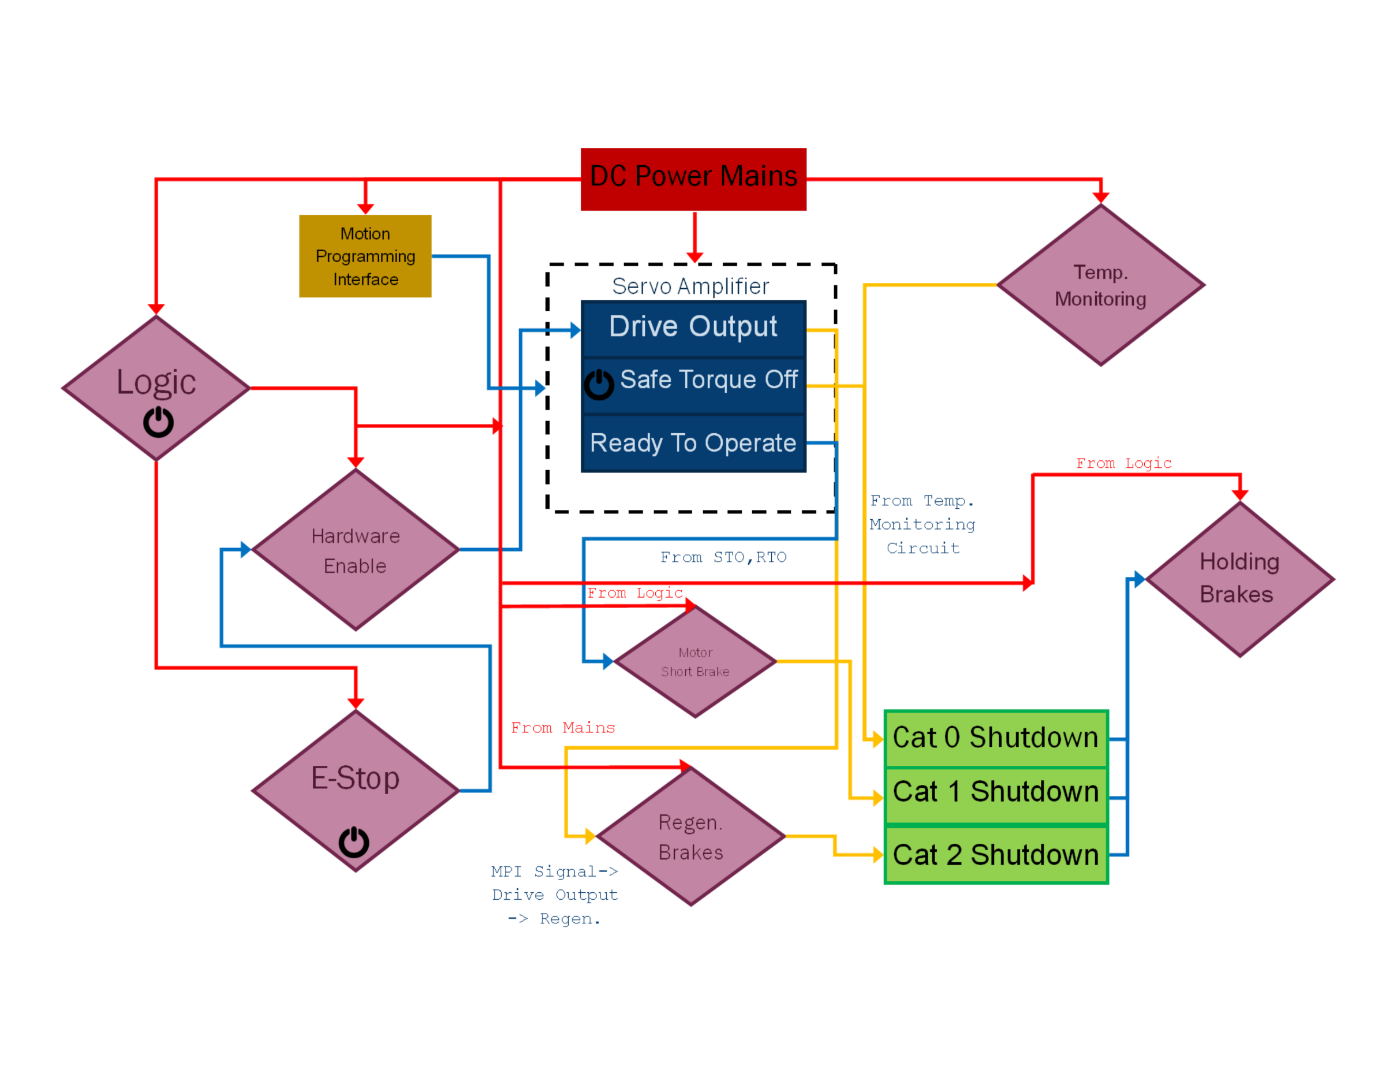 DC Power Mains
Motion
Programming
Interface
Temp.
Monitoring
Servo Amplifier
Drive Output
Safe Torque Off
Ready To Operate
Logic
From Logic
From Temp.
Monitoring
Circuit
Hardware
Enable
From STO,RTO
Holding
Brakes
From Logic
Motor
Short Brake
From Mains
E-Stop
Cat 0 Shutdown
Cat 1 Shutdown
Cat 2 Shutdown
Regen.
Brakes
MPI Signal->
Drive Output
-> Regen.